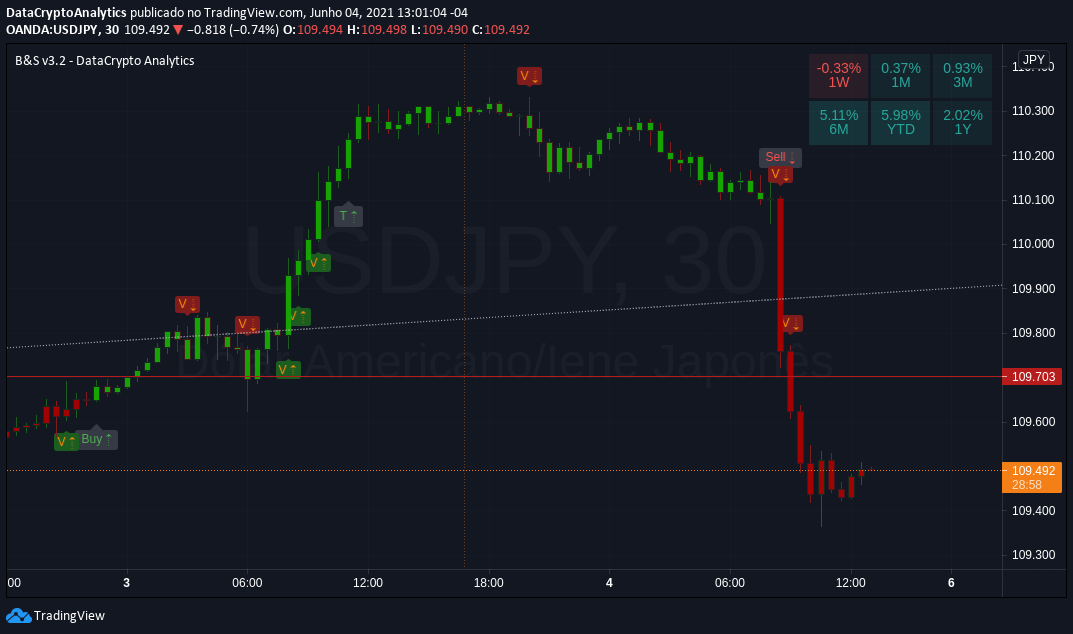 DataCryptoAnalytics publicado no TradingView.com, Junho 04, 2021 13:01:04 -04
OANDA:USDJPY, 30 109.492 ▼ −0.818 (−0.74%) O:109.494 H:109.498 L:109.490 C:109.492
B&S v3.2 - DataCrypto Analytics
JPY
110.400
-0.33%
1W
0.37%
1M
0.93%
3M
5.11%
6M
5.98%
YTD
2.02%
1Y
V↓
110.300
110.200
Sell ↓
V↓
110.100
T↑
USDJPY, 30
110.000
V↑
109.900
V↓
V↑
V↓
V↓
109.800
Dólar Americano/Iene Japonês
V↑
109.703
109.600
V↑
Buy ↑
109.492
28:58
109.400
109.300
00
3
06:00
12:00
18:00
4
06:00
12:00
6
TradingView